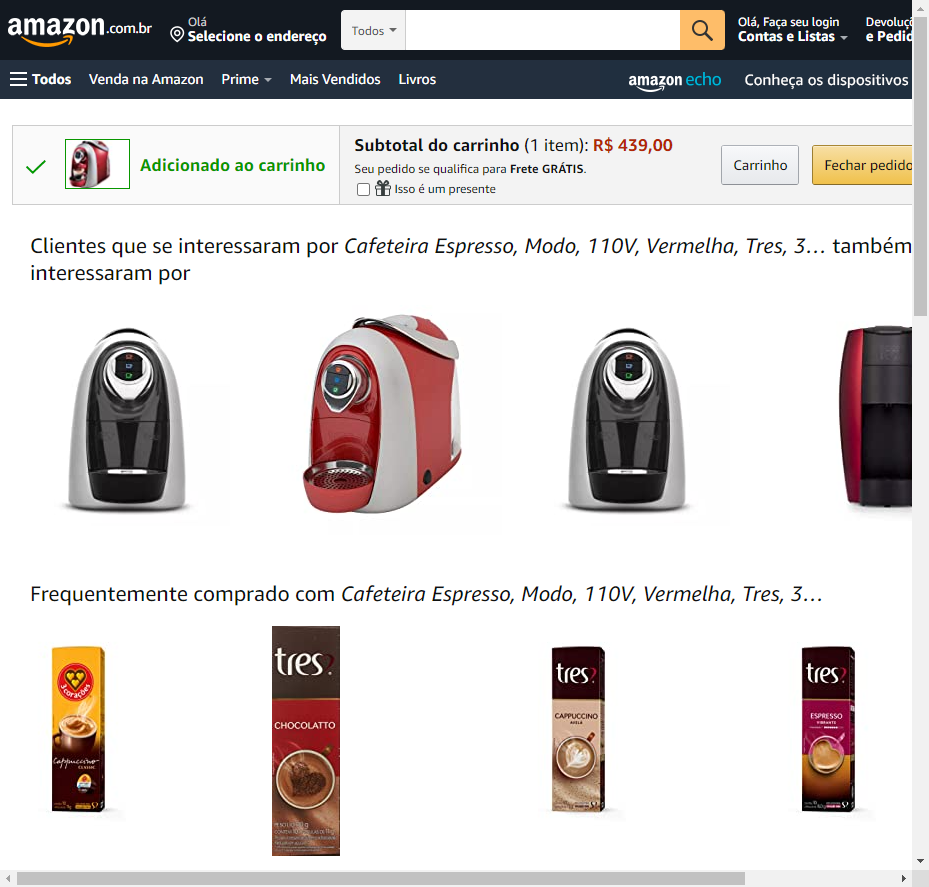 amazon.com.br
Olá
Selecione o endereço
Todos
Olá, Faça seu login
Contas e Listas
Devoluç
e Pedid
Todos
Venda na Amazon
Prime
Mais Vendidos
Livros
amazon echo
Conheça os dispositivos
Adicionado ao carrinho
Subtotal do carrinho (1 item): R$ 439,00
Seu pedido se qualifica para Frete GRÁTIS.
Isso é um presente
Carrinho
Fechar pedido
Clientes que se interessaram por Cafeteira Espresso, Modo, 110V, Vermelha, Tres, 3… também
interessaram por
Frequentemente comprado com Cafeteira Espresso, Modo, 110V, Vermelha, Tres, 3…
3 corações
Cappuccino
CLASSIC
tres
CHOCOLATTO
tres
CAPPUCCINO
AVELÃ
tres
ESPRESSO
VIBRANTE